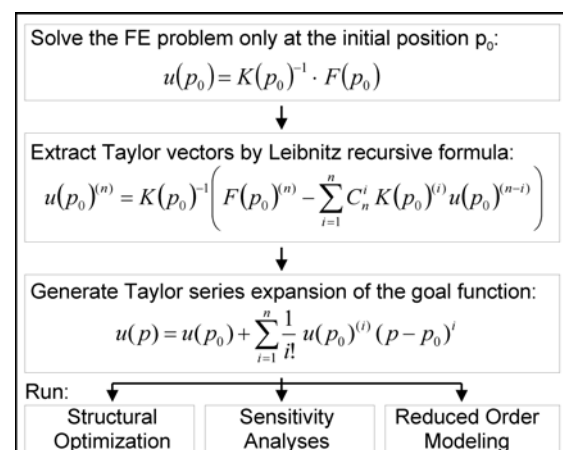 Solve the FE problem only at the initial position p₀:
u(p₀) = K(p₀)⁻¹ · F(p₀)
Extract Taylor vectors by Leibnitz recursive formula:
u(p₀)⁽ⁿ⁾ = K(p₀)⁻¹ ( F(p₀)⁽ⁿ⁾ − ∑ᵢ₌₁ⁿ Cₙⁱ K(p₀)⁽ⁱ⁾ u(p₀)⁽ⁿ⁻ⁱ⁾ )
Generate Taylor series expansion of the goal function:
u(p) = u(p₀) + ∑ᵢ₌₁ⁿ 1/i! u(p₀)⁽ⁱ⁾ (p − p₀)ⁱ
Run:
Structural Sensitivity Reduced Order
Optimization Analyses Modeling